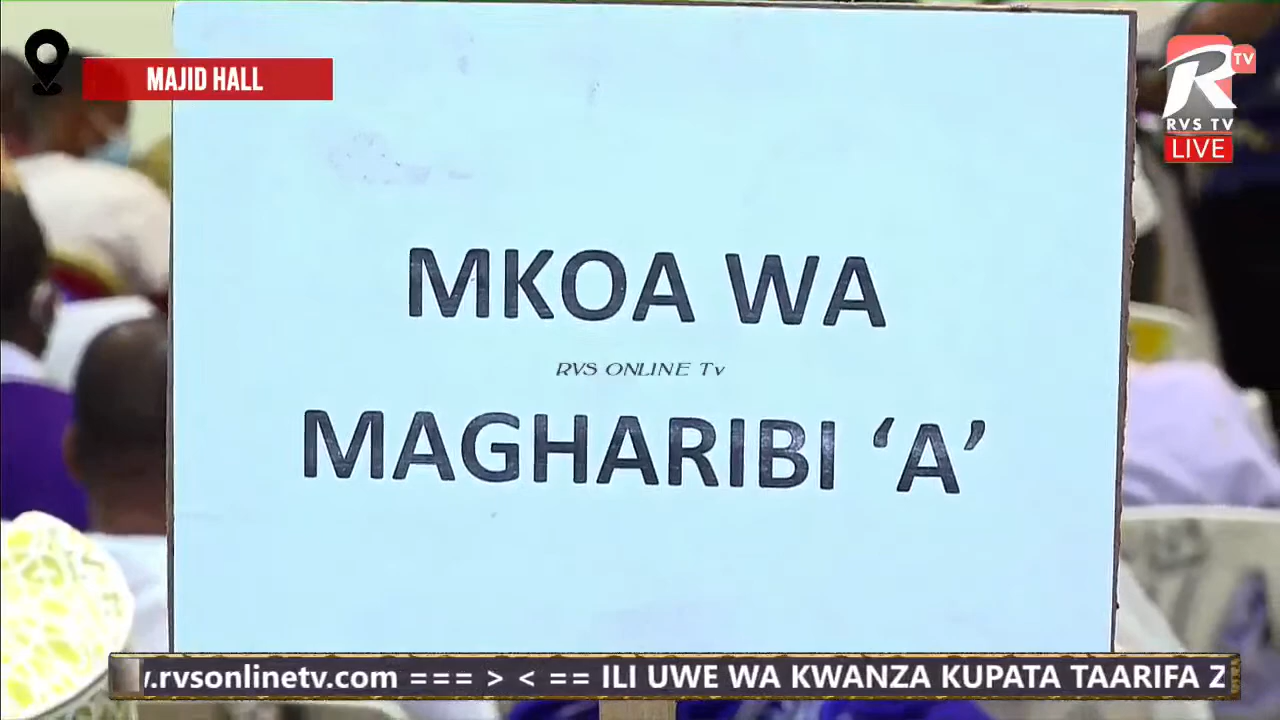 MAJID HALL
R TV
RVS TV
LIVE
MKOA WA
RVS ONLINE Tv
MAGHARIBI ‘A’
.rvsonlinetv.com === > < == ILI UWE WA KWANZA KUPATA TAARIFA Z